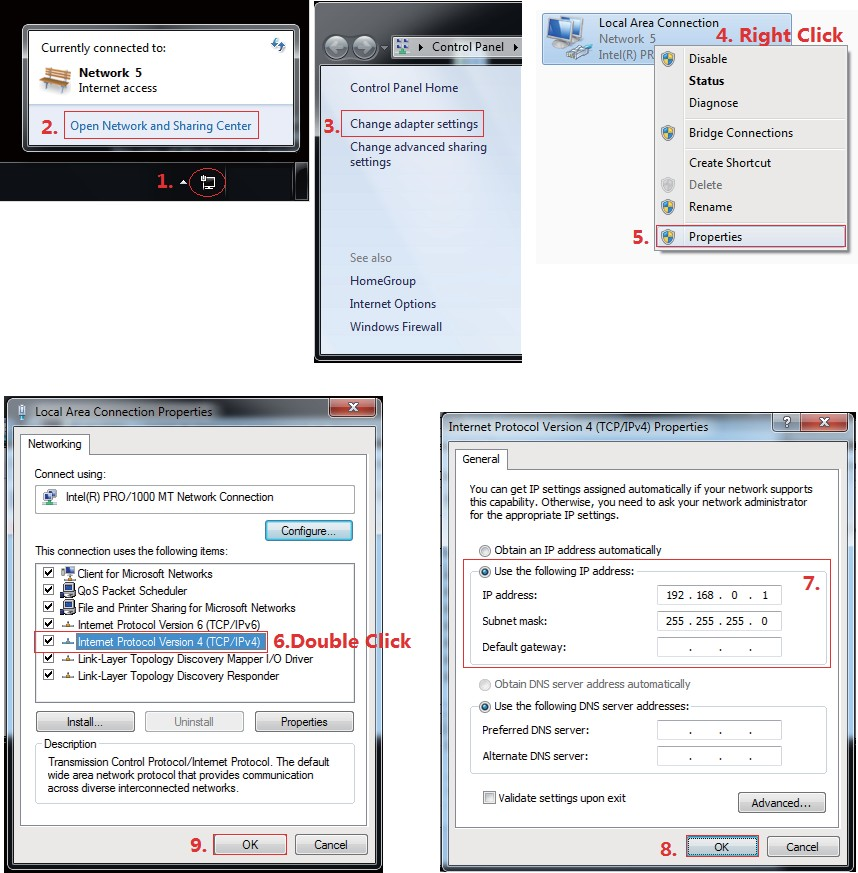 Currently connected to:
Network 5
Internet access
2. Open Network and Sharing Center
1.
Control Panel
Control Panel Home
3. Change adapter settings
Change advanced sharing
settings
See also
HomeGroup
Internet Options
Windows Firewall
Local Area Connection
Network 5
Intel(R) PR
4. Right Click
Disable
Status
Diagnose
Bridge Connections
Create Shortcut
Delete
Rename
5. Properties
Local Area Connection Properties
Networking
Connect using:
Intel(R) PRO/1000 MT Network Connection
Configure...
This connection uses the following items:
Client for Microsoft Networks
QoS Packet Scheduler
File and Printer Sharing for Microsoft Networks
Internet Protocol Version 6 (TCP/IPv6)
Internet Protocol Version 4 (TCP/IPv4) 6.Double Click
Link-Layer Topology Discovery Mapper I/O Driver
Link-Layer Topology Discovery Responder
Install... Uninstall Properties
Description
Transmission Control Protocol/Internet Protocol. The default
wide area network protocol that provides communication
across diverse interconnected networks.
9. OK Cancel
Internet Protocol Version 4 (TCP/IPv4) Properties
General
You can get IP settings assigned automatically if your network supports
this capability. Otherwise, you need to ask your network administrator
for the appropriate IP settings.
Obtain an IP address automatically
Use the following IP address: 7.
IP address: 192 . 168 . 0 . 1
Subnet mask: 255 . 255 . 255 . 0
Default gateway: . . .
Obtain DNS server address automatically
Use the following DNS server addresses:
Preferred DNS server: . . .
Alternate DNS server: . . .
Validate settings upon exit
Advanced...
8. OK Cancel